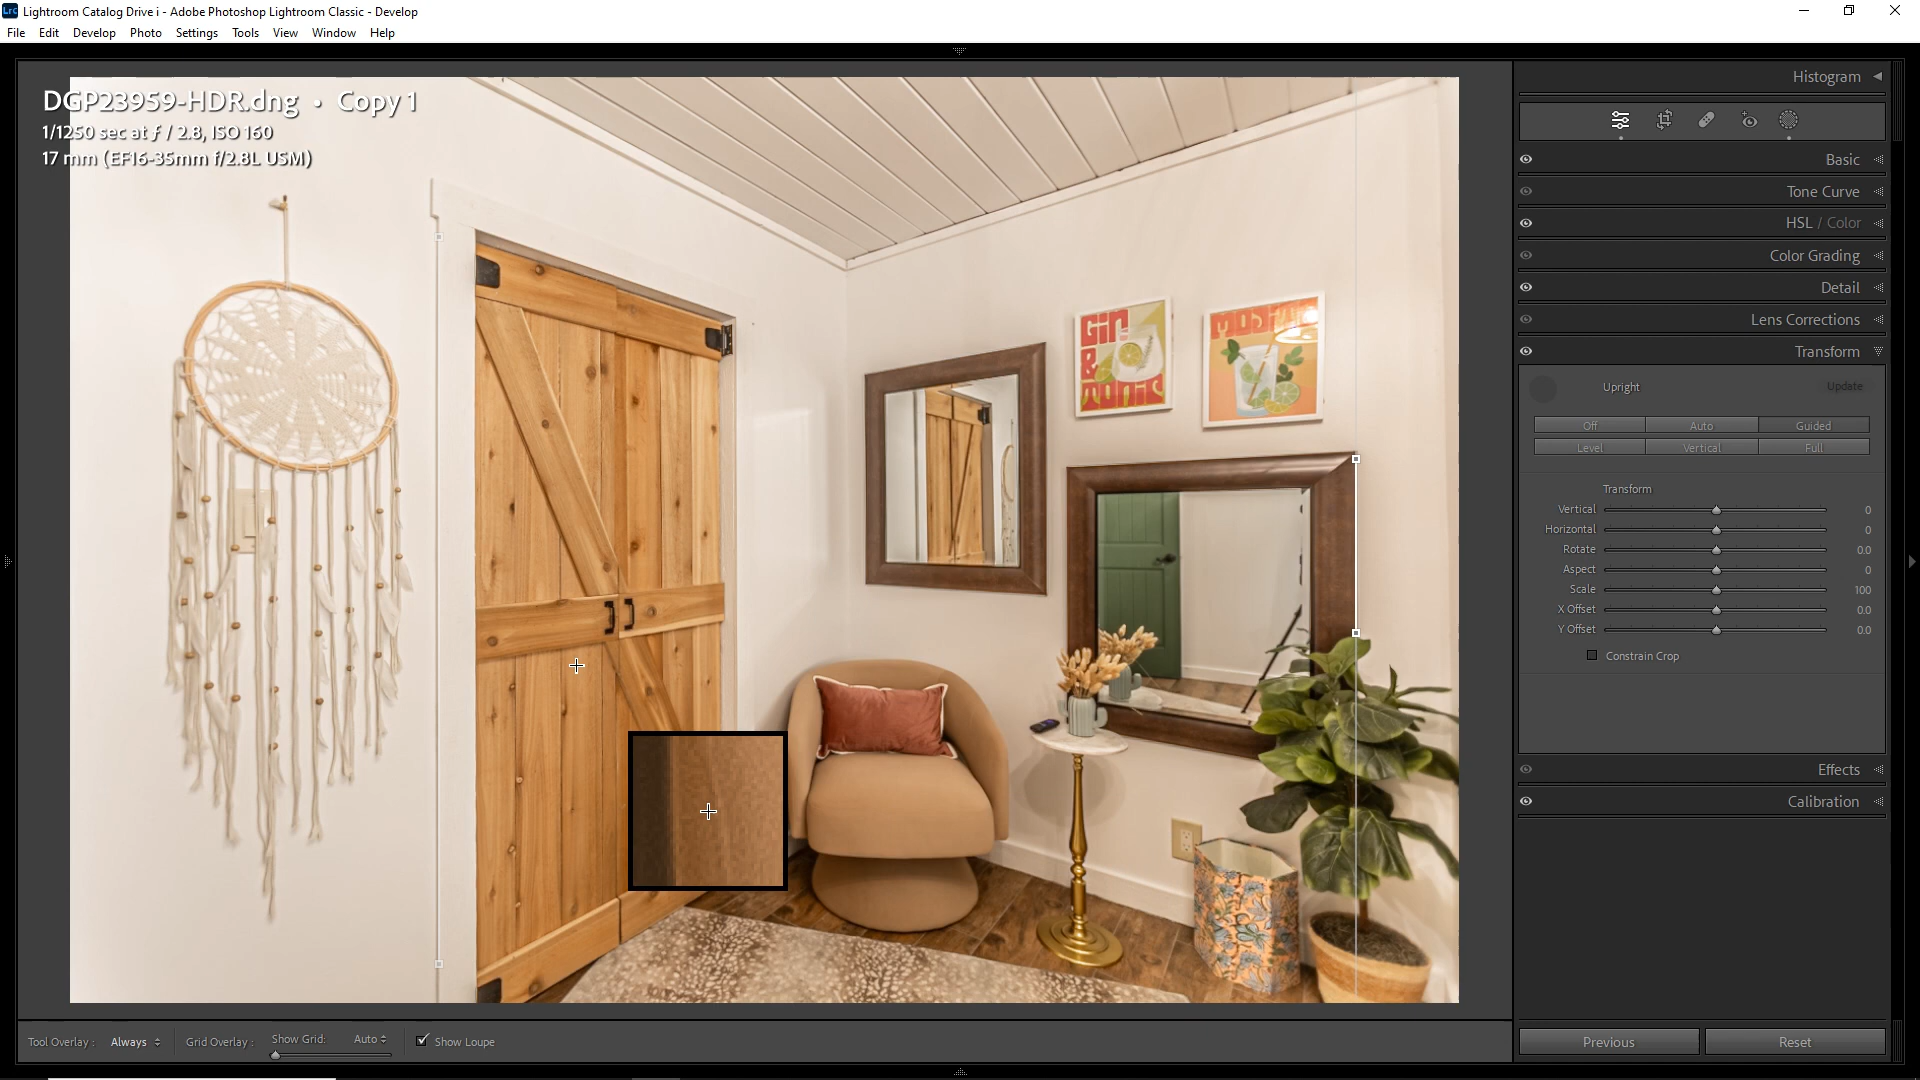 Lrc Lightroom Catalog Drive i - Adobe Photoshop Lightroom Classic - Develop
File Edit Develop Photo Settings Tools View Window Help
DGP23959-HDR.dng • Copy 1
1/1250 sec at ƒ / 2.8, ISO 160
17 mm (EF16-35mm f/2.8L USM)
Gin
&
Tonic
MOJITO
Histogram
Basic
Tone Curve
HSL / Color
Color Grading
Detail
Lens Corrections
Transform
Upright Update
Off Auto Guided
Level Vertical Full
Transform
Vertical 0
Horizontal 0
Rotate 0.0
Aspect 0
Scale 100
X Offset 0.0
Y Offset 0.0
Constrain Crop
Effects
Calibration
Tool Overlay : Always Grid Overlay : Show Grid: Auto Show Loupe
Previous Reset